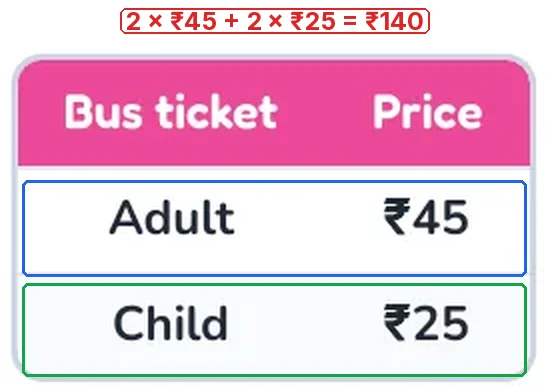 2 × ₹45 + 2 × ₹25 = ₹140
Bus ticket Price
Adult ₹45
Child ₹25